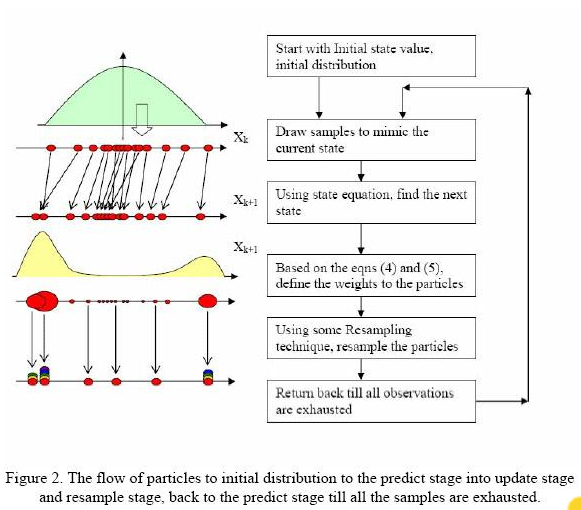 Start with Initial state value,
initial distribution
Xk
Draw samples to mimic the
current state
Xk+1
Using state equation, find the next
state
Xk+1
Based on the eqns (4) and (5),
define the weights to the particles
Using some Resampling
technique, resample the particles
Return back till all observations
are exhausted
Figure 2. The flow of particles to initial distribution to the predict stage into update stage
and resample stage, back to the predict stage till all the samples are exhausted.